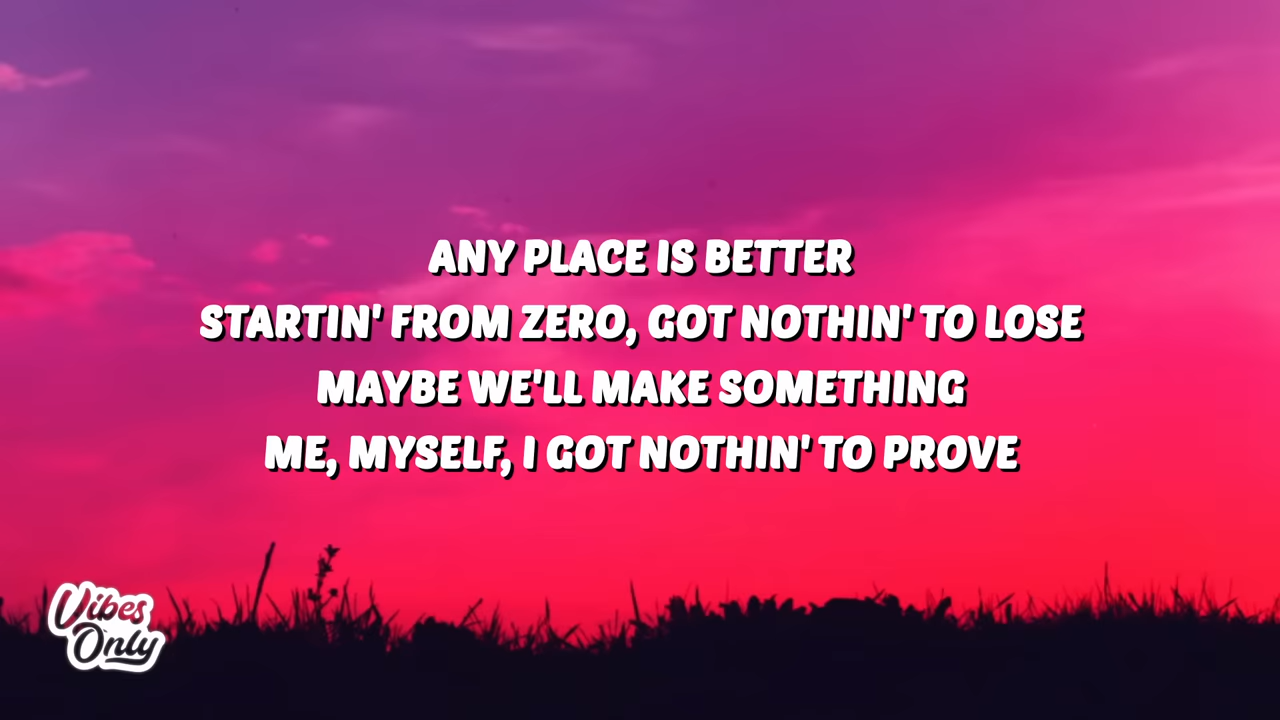 ANY PLACE IS BETTER
STARTIN' FROM ZERO, GOT NOTHIN' TO LOSE
MAYBE WE'LL MAKE SOMETHING
ME, MYSELF, I GOT NOTHIN' TO PROVE
Vibes
Only